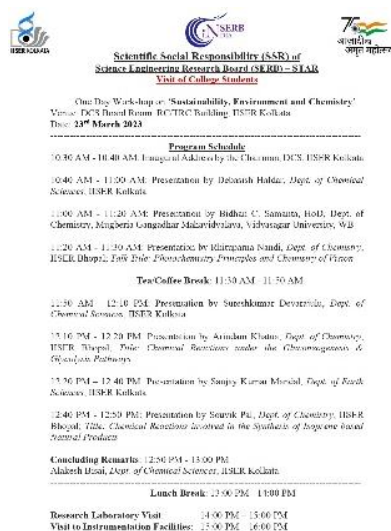 IISER KOLKATA
SERB
75
आज़ादी का
अमृत महोत्सव
Scientific Social Responsibility (SSR) of
Science Engineering Research Board (SERB) – STAR
Visit of College Students
One Day Workshop on 'Sustainability, Environment and Chemistry'
Venue: DCS Board Room, RC/TRC Building, IISER Kolkata
Date: 23rd March 2023
Program Schedule
10:30 AM - 10:40 AM: Inaugural Address by the Chairman, DCS, IISER Kolkata
10:40 AM - 11:00 AM: Presentation by Debasish Haldar, Dept. of Chemical
Sciences, IISER Kolkata
11:00 AM - 11:20 AM: Presentation by Bidhan C. Samanta, HoD, Dept. of
Chemistry, Mugberia Gangadhar Mahavidyalaya, Vidyasagar University, WB
11:20 AM - 11:30 AM: Presentation by Nandi, Dept. of Chemistry,
IISER Bhopal; Talk Title: Photochemistry Principles and Chemistry of Vision
Tea/Coffee Break: 11:30 AM - 11:50 AM
11:50 AM - 12:10 PM: Presentation by Sureshkumar Devarajulu, Dept. of
Chemical Sciences, IISER Kolkata
12:10 PM - 12:20 PM: Presentation by Arindam Khatua, Dept. of Chemistry,
IISER Bhopal, Title: Chemical Reactions under the Gluconeogenesis &
Glycolysis Pathways
12:20 PM – 12:40 PM: Presentation by Sanjay Kumar Mandal, Dept. of Earth
Sciences, IISER Kolkata
12:40 PM - 12:50 PM: Presentation by Souvik Pal, Dept. of Chemistry, IISER
Bhopal; Title: Chemical Reactions involved in the Synthesis of Isoprene based
Natural Products
Concluding Remarks: 12:50 PM - 13:00 PM
Alakesh Bisai, Dept. of Chemical Sciences, IISER Kolkata
Lunch Break: 13:00 PM - 14:00 PM
Research Laboratory Visit 14:00 PM – 15:00 PM
Visit to Instrumentation Facilities: 15:00 PM - 16:00 PM